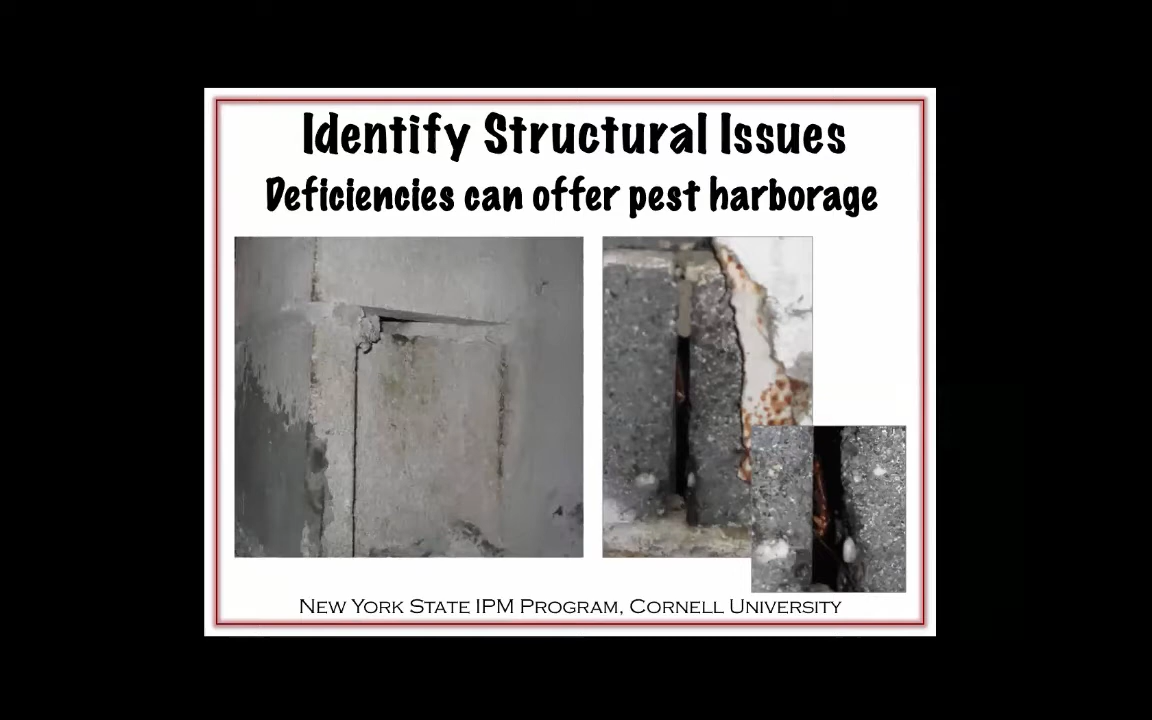 Identify Structural Issues
Deficiencies can offer pest harborage
New York State IPM Program, Cornell University